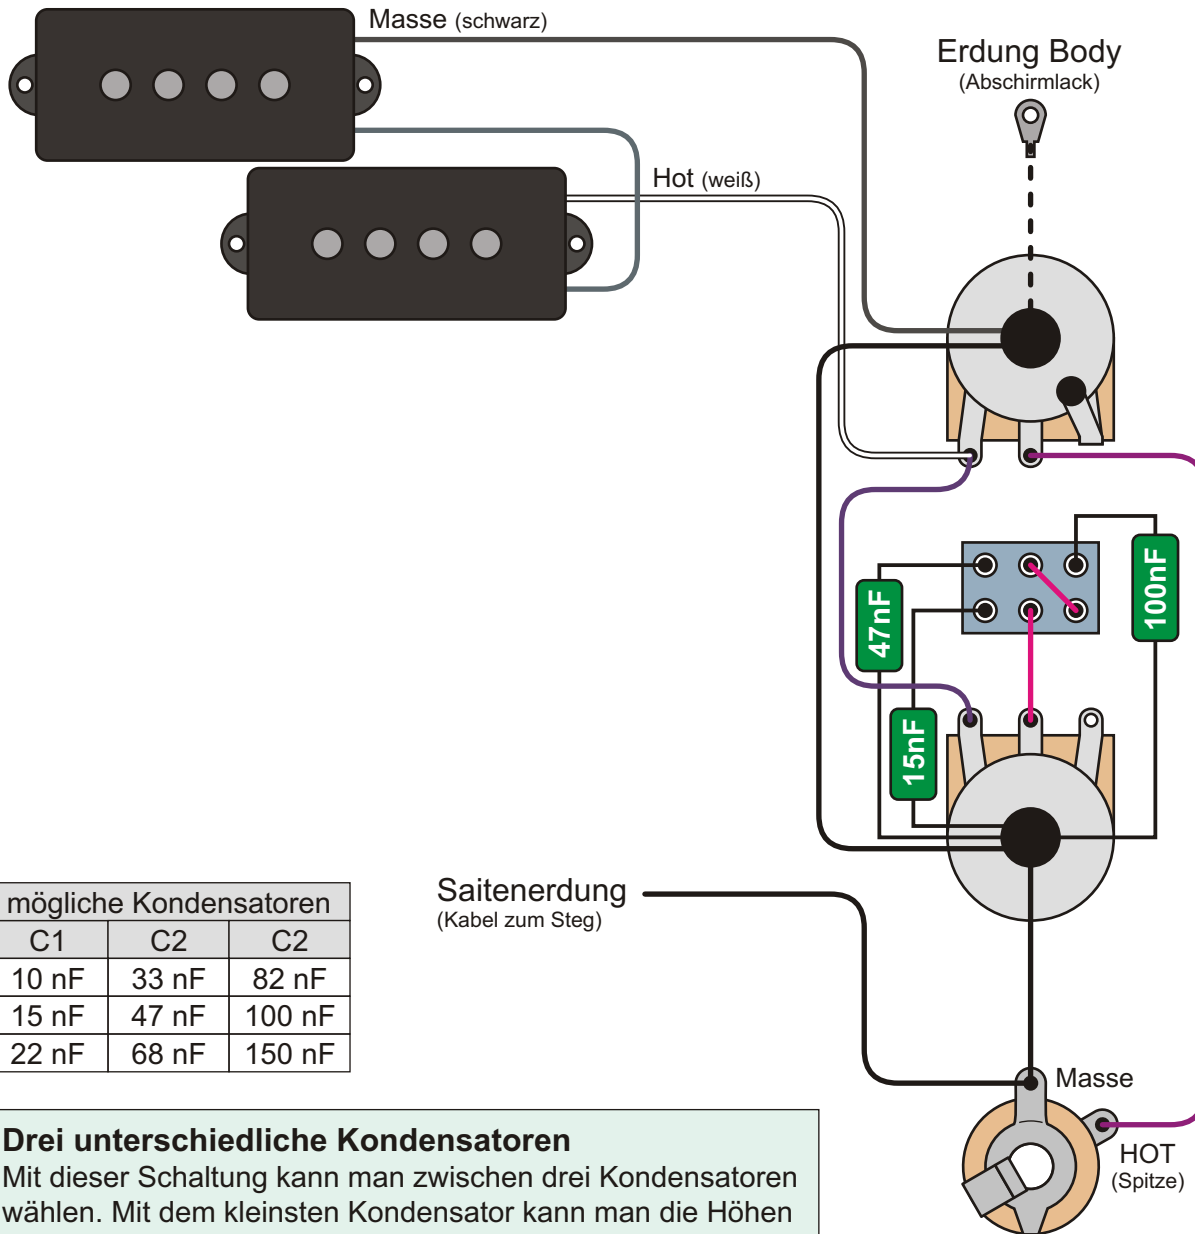 Masse (schwarz)
Erdung Body
(Abschirmlack)
Hot (weiß)
47nF
100nF
15nF
Saitenerdung
(Kabel zum Steg)
mögliche Kondensatoren
C1 C2 C2
10 nF 33 nF 82 nF
15 nF 47 nF 100 nF
22 nF 68 nF 150 nF
Masse
HOT
(Spitze)
Drei unterschiedliche Kondensatoren
Mit dieser Schaltung kann man zwischen drei Kondensatoren
wählen. Mit dem kleinsten Kondensator kann man die Höhen